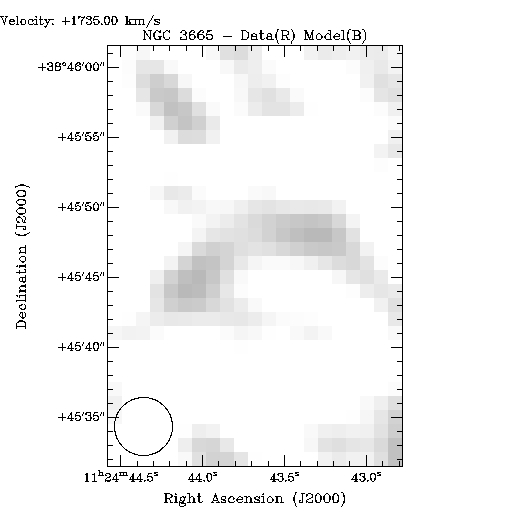 Velocity: +1735.00 km/s
NGC 3665 - Data(R) Model(B)
+38°46'00"
+45'55"
+45'50"
+45'45"
+45'40"
+45'35"
Declination (J2000)
11h24m44.5s 44.0s 43.5s 43.0s
Right Ascension (J2000)